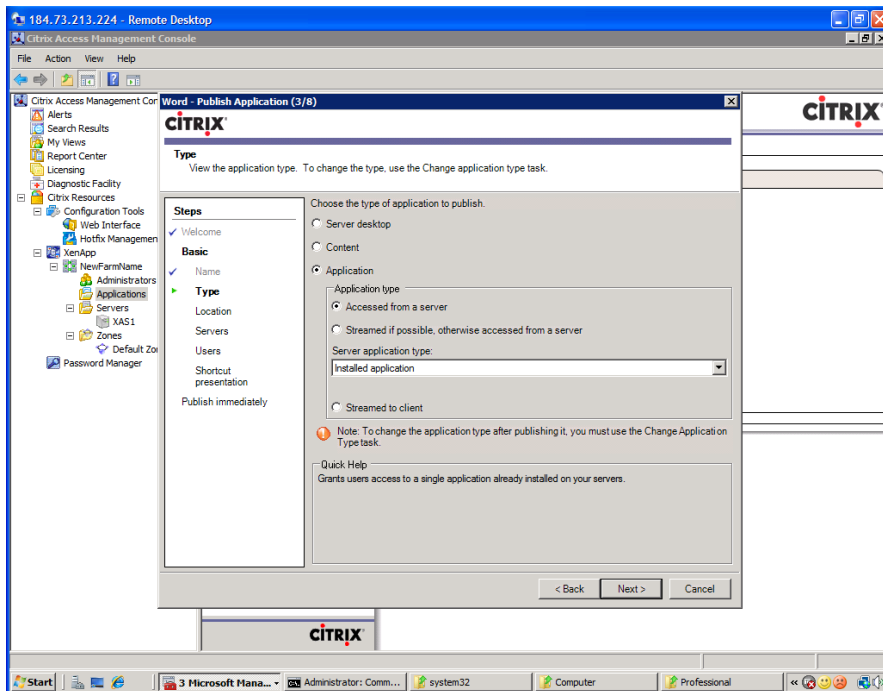 184.73.213.224 - Remote Desktop
Citrix Access Management Console
File Action View Help
Citrix Access Management Con
Alerts
Search Results
My Views
Report Center
Licensing
Diagnostic Facility
Citrix Resources
Configuration Tools
Web Interface
Hotfix Managemen
XenApp
NewFarmName
Administrators
Applications
Servers
XAS1
Zones
Default Zo
Password Manager
Word - Publish Application (3/8)
CITRIX
Type
View the application type. To change the type, use the Change application type task.
Steps
Welcome
Basic
Name
Type
Location
Servers
Users
Shortcut
presentation
Publish immediately
Choose the type of application to publish.
Server desktop
Content
Application
Application type
Accessed from a server
Streamed if possible, otherwise accessed from a server
Server application type:
Installed application
Streamed to client
Note: To change the application type after publishing it, you must use the Change Application
Type task.
Quick Help
Grants users access to a single application already installed on your servers.
< Back Next > Cancel
CITRIX
CITRIX
Start 3 Microsoft Mana... Administrator: Comm... system32 Computer Professional